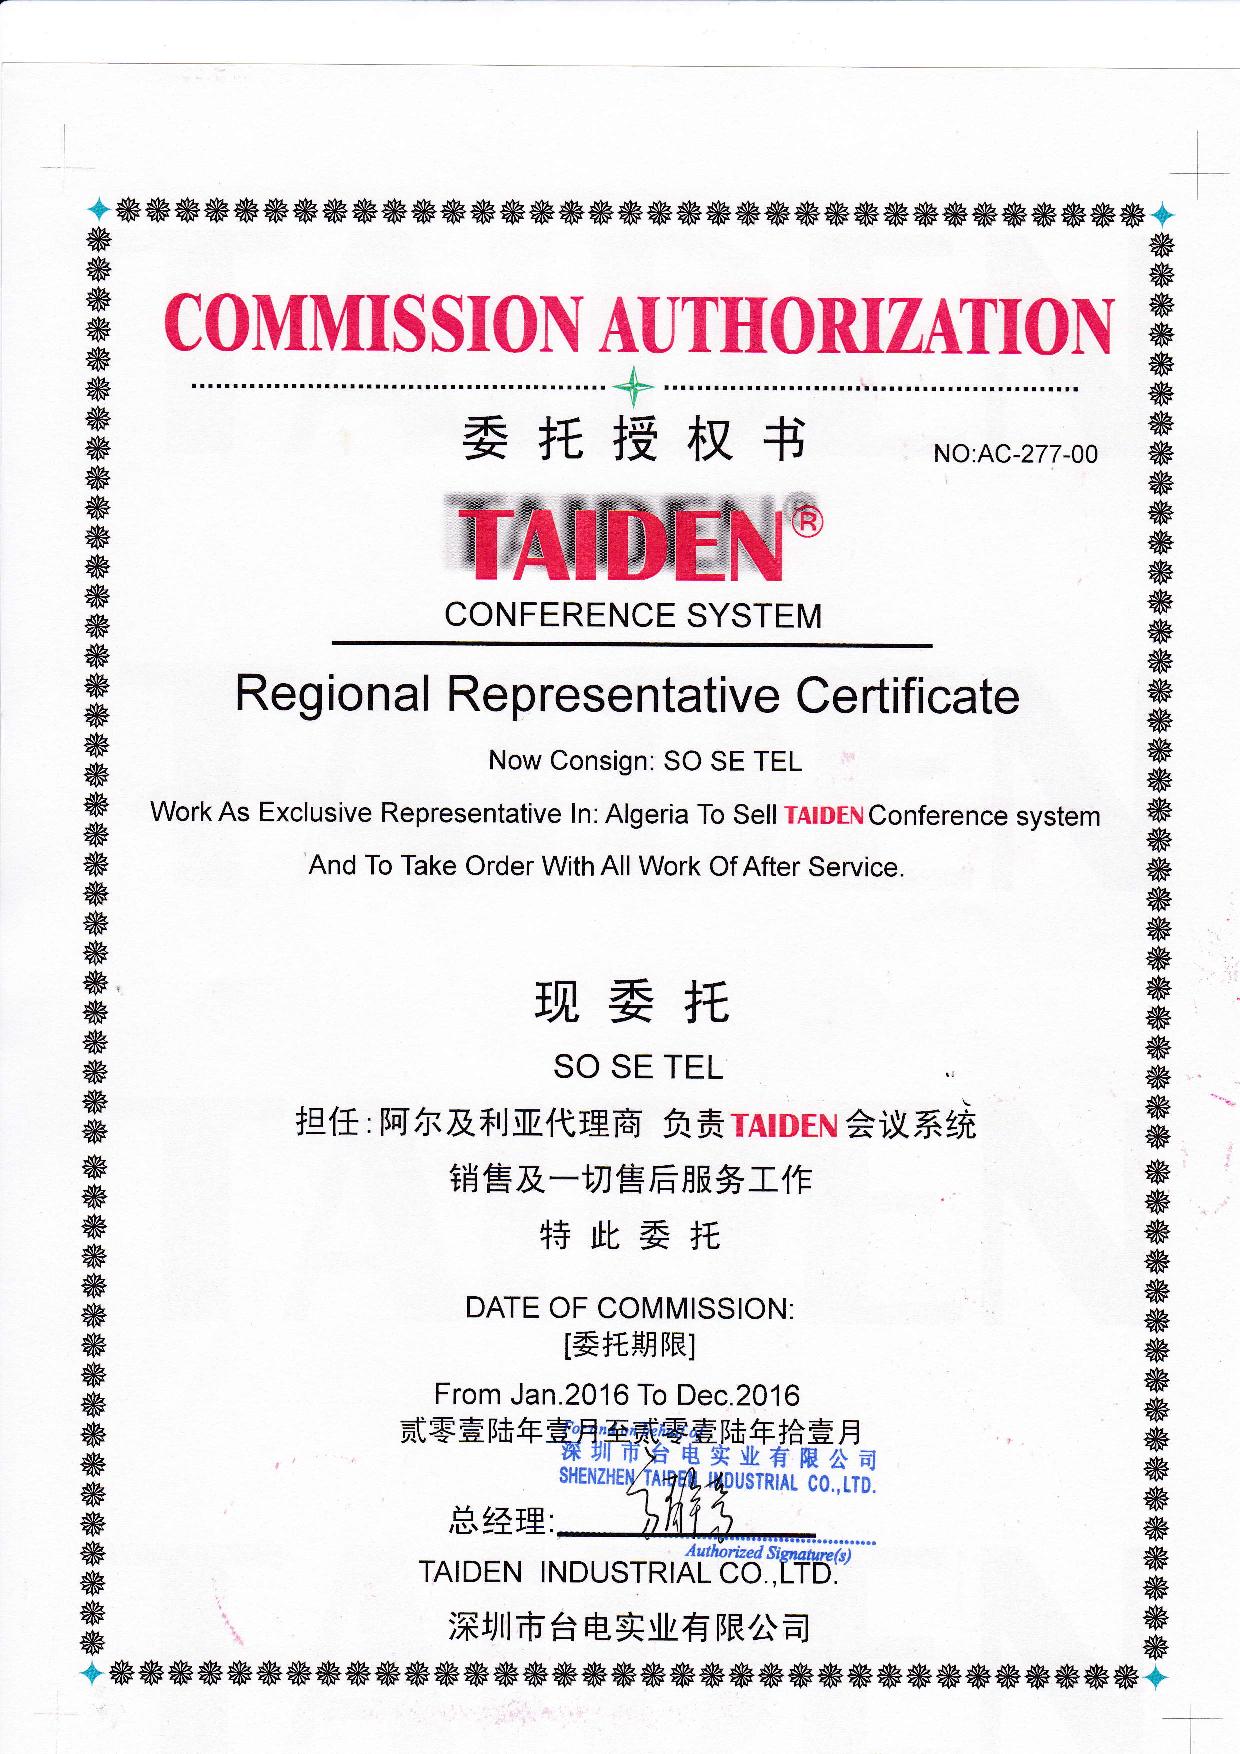 COMMISSION AUTHORIZATION
委托授权书
NO:AC-277-00
TAIDEN®
CONFERENCE SYSTEM
Regional Representative Certificate
Now Consign: SO SE TEL
Work As Exclusive Representative In: Algeria To Sell TAIDEN Conference system
And To Take Order With All Work Of After Service.
现委托
SO SE TEL
担任:阿尔及利亚代理商 负责TAIDEN会议系统
销售及一切售后服务工作
特此委托
DATE OF COMMISSION:
[委托期限]
From Jan.2016 To Dec.2016
贰零壹陆年壹月至贰零壹陆年拾壹月
For and on behalf of
深圳市台电实业有限公司
SHENZHEN TAIDEN INDUSTRIAL CO.,LTD.
总经理:
Authorized Signature(s)
TAIDEN INDUSTRIAL CO.,LTD.
深圳市台电实业有限公司